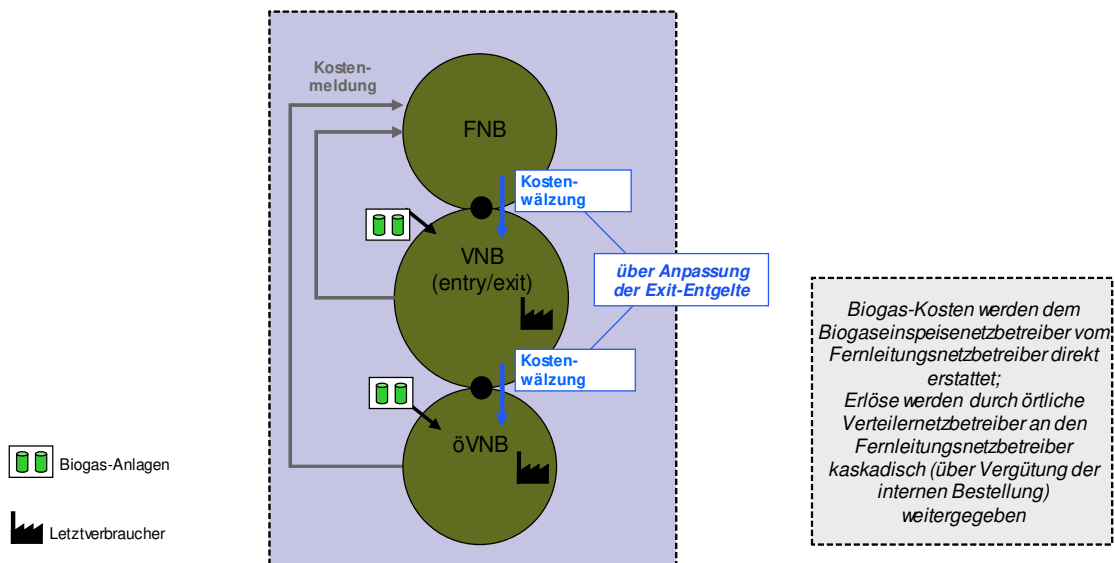 Kosten-
meldung
FNB
Kosten-
wälzung
VNB
(entry/exit)
über Anpassung
der Exit-Entgelte
Kosten-
wälzung
öVNB
Biogas-Anlagen
Letztverbraucher
Biogas-Kosten werden dem
Biogaseinspeisenetzbetreiber vom
Fernleitungsnetzbetreiber direkt
erstattet;
Erlöse werden durch örtliche
Verteilernetzbetreiber an den
Fernleitungsnetzbetreiber
kaskadisch (über Vergütung der
internen Bestellung)
weitergegeben